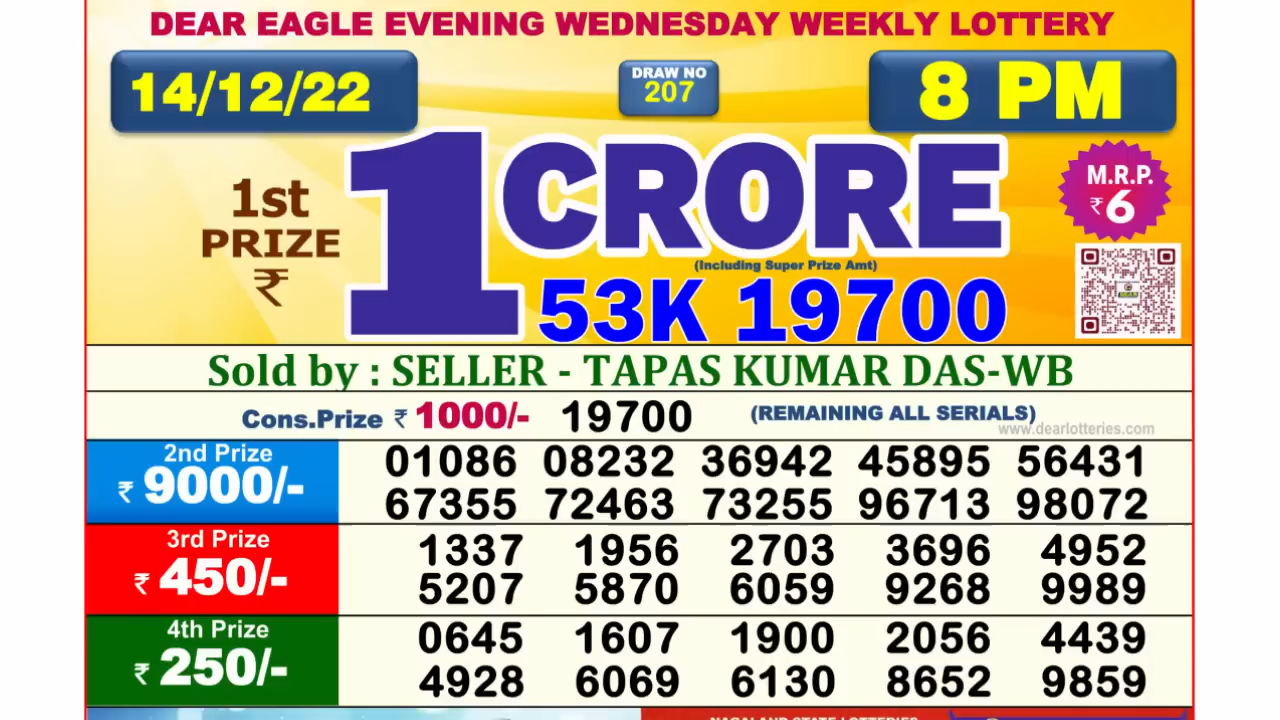 DEAR EAGLE EVENING WEDNESDAY WEEKLY LOTTERY
14/12/22
DRAW NO
207
8 PM
1st
PRIZE
₹
1 CRORE
(Including Super Prize Amt)
53K 19700
M.R.P.
₹6
Sold by : SELLER - TAPAS KUMAR DAS-WB
Cons.Prize ₹ 1000/- 19700 (REMAINING ALL SERIALS)
www.dearlotteries.com
2nd Prize
₹ 9000/-
01086 08232 36942 45895 56431
67355 72463 73255 96713 98072
3rd Prize
₹ 450/-
1337 1956 2703 3696 4952
5207 5870 6059 9268 9989
4th Prize
₹ 250/-
0645 1607 1900 2056 4439
4928 6069 6130 8652 9859
NAGALAND STATE LOTTERIES